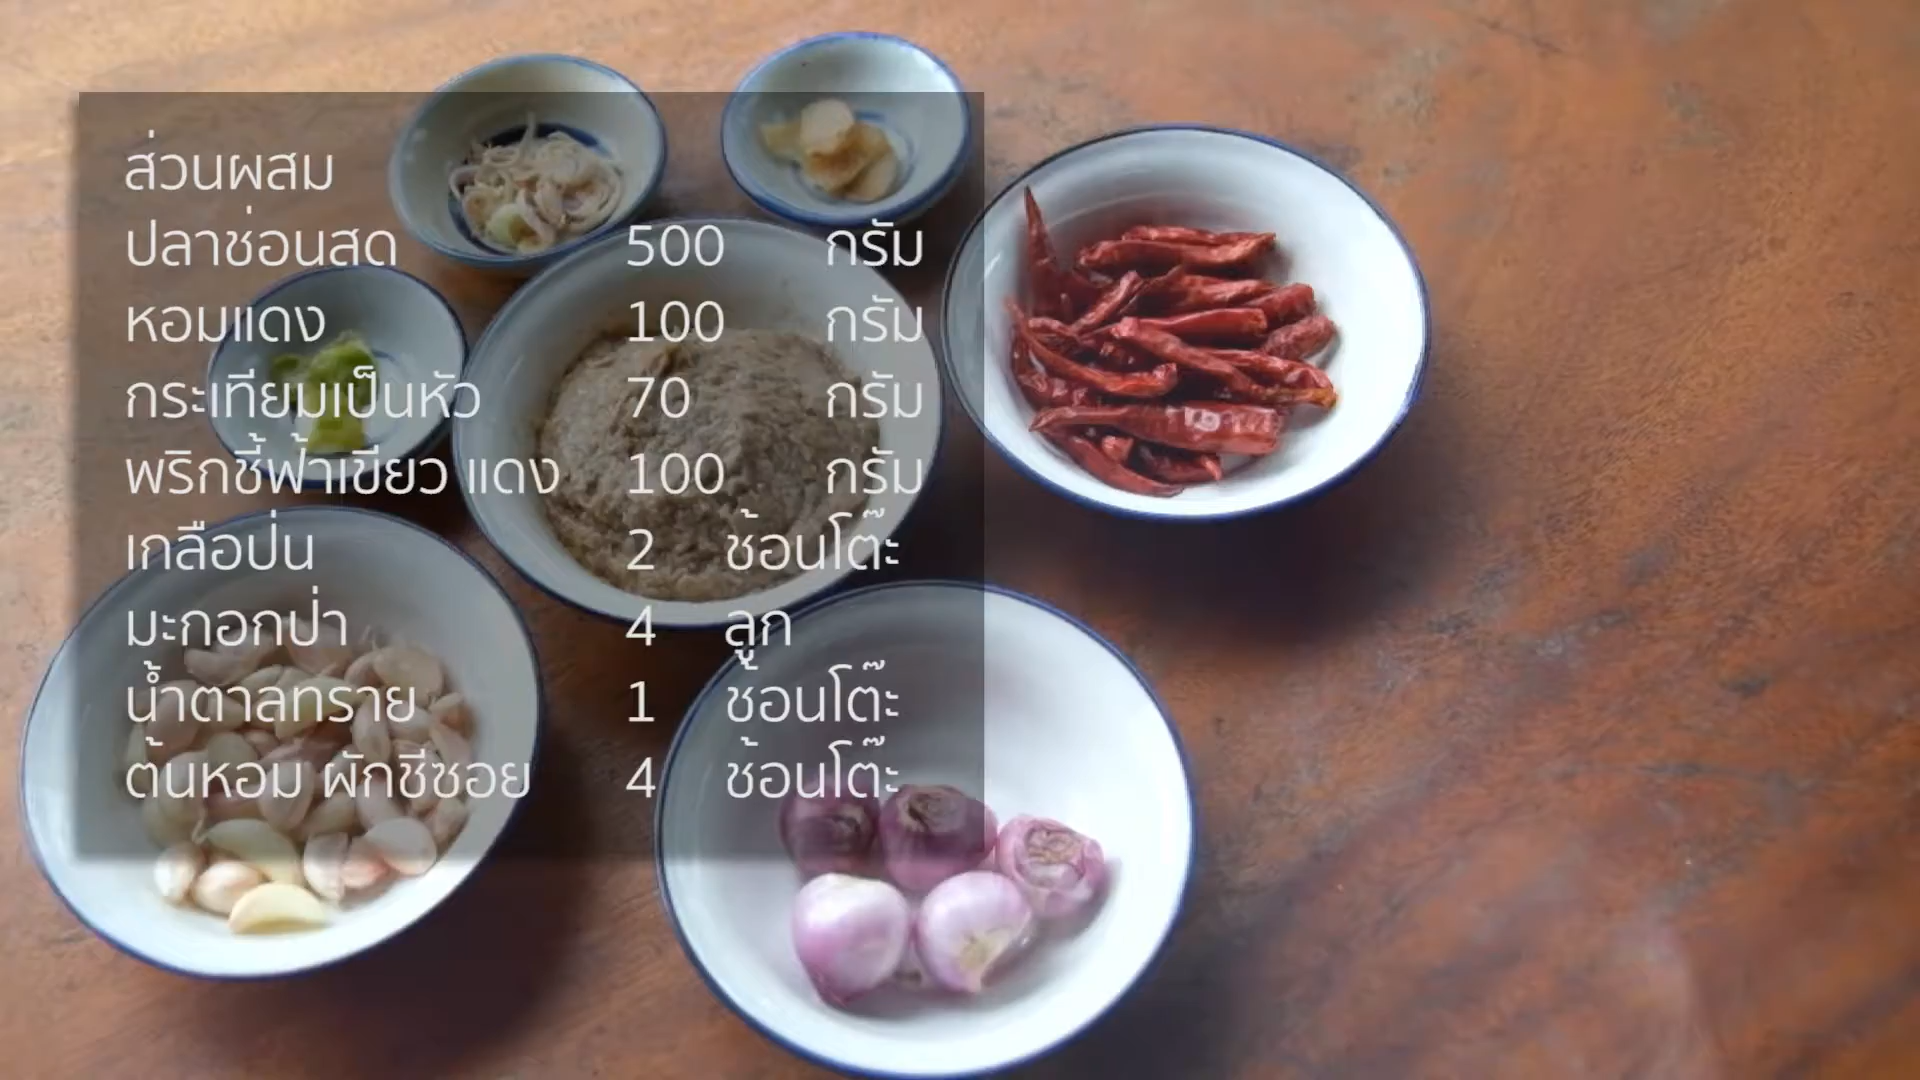 ส่วนผสม
ปลาช่อนสด 500 กรัม
หอมแดง 100 กรัม
กระเทียมเป็นหัว 70 กรัม
พริกชี้ฟ้าเขียว แดง 100 กรัม
เกลือป่น 2 ช้อนโต๊ะ
มะกอกป่า 4 ลูก
น้ำตาลทราย 1 ช้อนโต๊ะ
ต้นหอม ผักชีซอย 4 ช้อนโต๊ะ